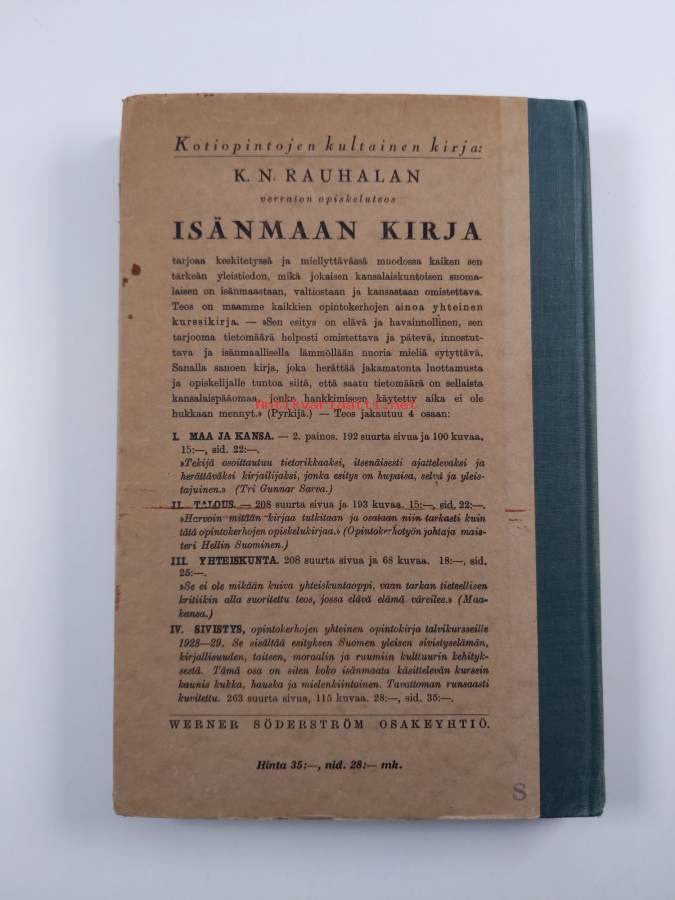 Kotiopintojen kultainen kirja:
K. N. RAUHALAN
verraton opiskeluteos
ISÄNMAAN KIRJA
tarjoaa keskitetyssä ja miellyttävässä muodossa kaiken sen
tärkeän yleistiedon, mikä jokaisen kansalaiskuntoisen suoma-
laisen on isänmaastaan, valtiostaan ja kansastaan omistettava.
Teos on maamme kaikkien opintokerhojen ainoa yhteinen
kurssikirja. — »Sen esitys on elävä ja havainnollinen, sen
tarjooma tietomäärä helposti omistettava ja pätevä, innostut-
tava ja isänmaallisella lämmöllään nuoria mieliä sytyttävä.
Sanalla sanoen kirja, joka herättää jakamatonta luottamusta
ja opiskelijalle tuntoa siitä, että saatu tietomäärä on sellaista
kansalaispääomaa, jonka hankkimiseen käytetty aika ei ole
hukkaan mennyt.» (Pyrkijä.) — Teos jakautuu 4 osaan:
antikvariaatti.net
I. MAA JA KANSA. — 2. painos. 192 suurta sivua ja 100 kuvaa.
15:—, sid. 22:—.
»Tekijä osoittautuu tietorikkaaksi, itsenäisesti ajattelevaksi ja
herättäväksi kirjailijaksi, jonka esitys on hupaisa, selvä ja yleis-
tajuinen.» (Tri Gunnar Sarva.)
II. TALOUS. — 208 suurta sivua ja 193 kuvaa. 15:—, sid. 22:—.
»Harvoin mitään kirjaa tutkitaan ja osataan niin tarkasti kuin
tätä opintokerhojen opiskelukirjaa.» (Opintokerhotyön johtaja mais-
teri Hellin Suominen.)
III. YHTEISKUNTA. 208 suurta sivua ja 68 kuvaa. 18:—, sid.
25:—.
»Se ei ole mikään kuiva yhteiskuntaoppi, vaan tarkan tieteellisen
kritiikin alla suoritettu teos, jossa elävä elämä väreilee.» (Maa-
kansa.)
IV. SIVISTYS, opintokerhojen yhteinen opintokirja talvikursseille
1928—29. Se sisältää esityksen Suomen yleisen sivistyselämän,
kirjallisuuden, taiteen, moraalin ja ruumiin kulttuurin kehityk-
sestä. Tämä osa on siten koko isänmaata käsittelevän kurssin
kaunis kukka, hauska ja mielenkiintoinen. Tavattoman runsaasti
kuvitettu. 263 suurta sivua, 115 kuvaa. 28:—, sid. 35:—.
WERNER SÖDERSTRÖM OSAKEYHTIÖ.
Hinta 35:—, nid. 28:— mk.
S